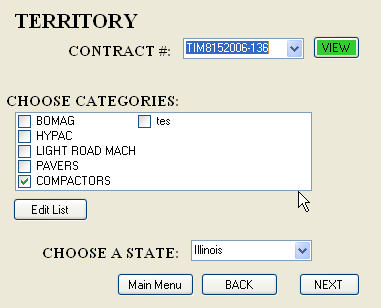 TERRITORY
CONTRACT #: TIM8152006-136 VIEW
CHOOSE CATEGORIES:
BOMAG tes
HYPAC
LIGHT ROAD MACH
PAVERS
COMPACTORS
Edit List
CHOOSE A STATE: Illinois
Main Menu BACK NEXT